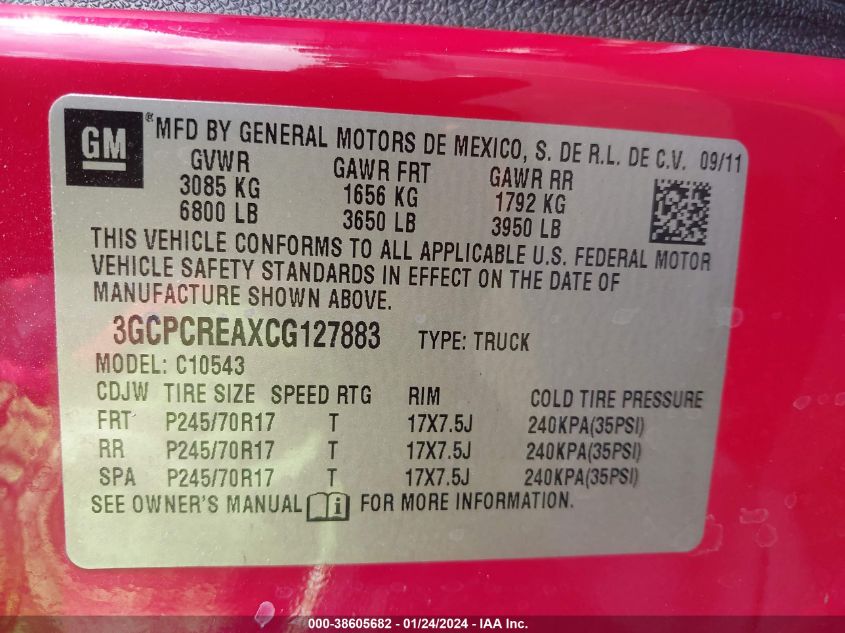 GM
®MFD BY GENERAL MOTORS DE MEXICO, S. DE R.L. DE C.V. 09/11
GVWR GAWR FRT GAWR RR
3085 KG 1656 KG 1792 KG
6800 LB 3650 LB 3950 LB
THIS VEHICLE CONFORMS TO ALL APPLICABLE U.S. FEDERAL MOTOR
VEHICLE SAFETY STANDARDS IN EFFECT ON THE DATE OF
MANUFACTURE SHOWN ABOVE.
3GCPCREAXCG127883 TYPE: TRUCK
MODEL: C10543
CDJW TIRE SIZE SPEED RTG RIM COLD TIRE PRESSURE
FRT P245/70R17 T 17X7.5J 240KPA(35PSI)
RR P245/70R17 T 17X7.5J 240KPA(35PSI)
SPA P245/70R17 T 17X7.5J 240KPA(35PSI)
SEE OWNER'S MANUAL i FOR MORE INFORMATION.
000-38605682 - 01/24/2024 - IAA Inc.